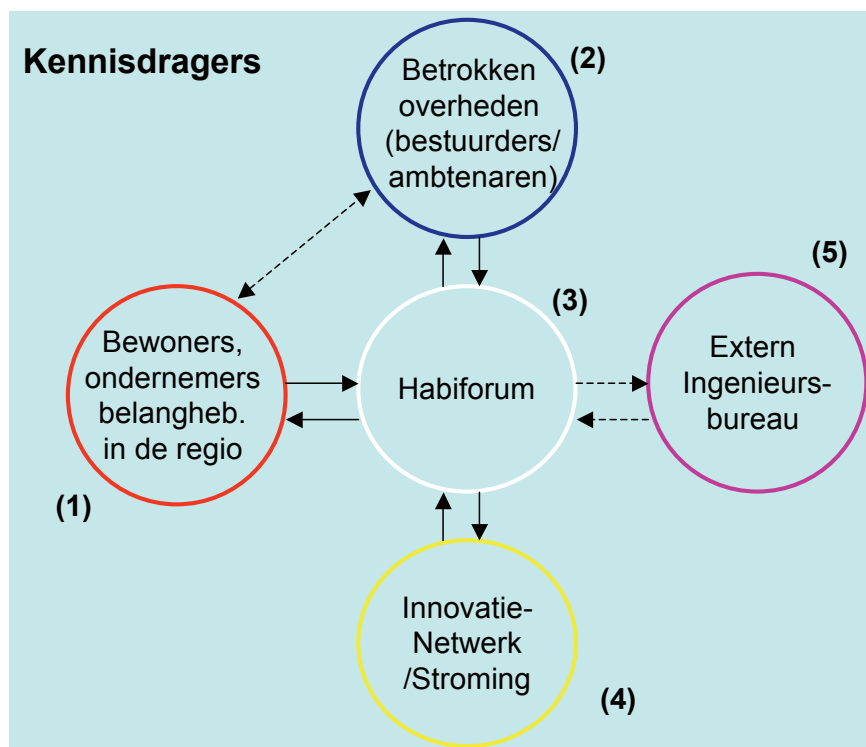 Kennisdragers
(2)
Betrokken
overheden
(bestuurders/
ambtenaren)
(5)
(3)
Bewoners,
ondernemers
belangheb.
in de regio
Habiforum
Extern
Ingenieurs-
bureau
(1)
Innovatie-
Netwerk
/Stroming
(4)